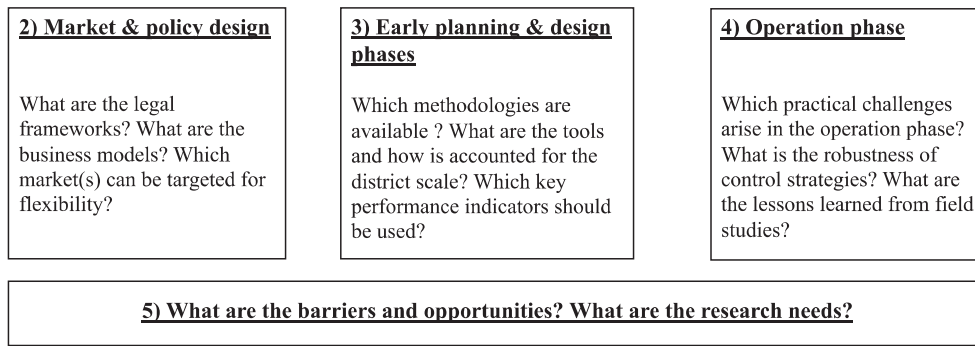 2) Market & policy design
What are the legal
frameworks? What are the
business models? Which
market(s) can be targeted for
flexibility?
3) Early planning & design
phases
Which methodologies are
available ? What are the tools
and how is accounted for the
district scale? Which key
performance indicators should
be used?
4) Operation phase
Which practical challenges
arise in the operation phase?
What is the robustness of
control strategies? What are
the lessons learned from field
studies?
5) What are the barriers and opportunities? What are the research needs?